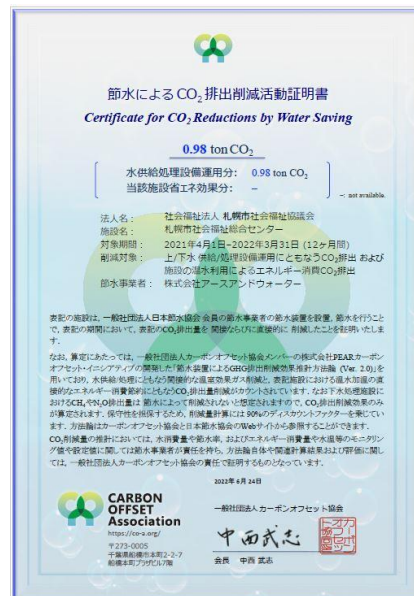 節水によるCO₂排出削減活動証明書
Certificate for CO₂ Reductions by Water Saving
0.98 ton CO₂
水供給処理設備運用分： 0.98 ton CO₂
当該施設省エネ効果分： –
–: not available.
法人名： 社会福祉法人 札幌市社会福祉協議会
施設名： 札幌市社会福祉総合センター
対象期間： 2021年4月1日–2022年3月31日 (12ヶ月間)
削減対象： 上/下水 供給/処理設備運用にともなうCO₂排出 および
施設の温水利用によるエネルギー消費CO₂排出
節水事業者： 株式会社アースアンドウォーター
表記の施設は、一般社団法人日本節水協会 会員の節水事業者の節水装置を設置、節水を行うこと
で、表記の期間において、表記のCO₂排出量を 間接ならびに直接的に 削減したことを証明いたしま
す。
なお、算定にあたっては、一般社団法人カーボンオフセット協会メンバーの株式会社PEARカーボン
オフセット・イニシアティブの開発した「節水装置によるGHG排出削減効果推計方法論 (Ver. 2.0)」を
用いており、水供給/処理にともなう間接的な温室効果ガス削減と、表記施設における温水加温の直
接的なエネルギー消費節約にともなうCO₂排出量削減がカウントされています。なお下水処理施設に
おけるCH₄やN₂O排出量は 節水によって削減されないと想定されますので、CO₂排出削減効果のみ
が算定されます。保守性を担保するため、削減量計算には 90%のディスカウントファクターを乗じてい
ます。方法論はカーボンオフセット協会と日本節水協会のWebサイトから参照することができます。
CO₂削減量の推計においては、水消費量や節水率、およびエネルギー消費量や水温等のモニタリン
グ値や設定値に関しては節水事業者が責任を持ち、方法論自体や関連計算結果および評価に関し
ては、一般社団法人カーボンオフセット協会の責任で証明するものとなっています。
2022年 6月 24日
CARBON
OFFSET
Association
https://co-a.org/
〒273-0005
千葉県船橋市本町2-2-7
船橋本町プラザビル7階
一般社団法人カーボンオフセット協会
中西武志
会長 中西 武志